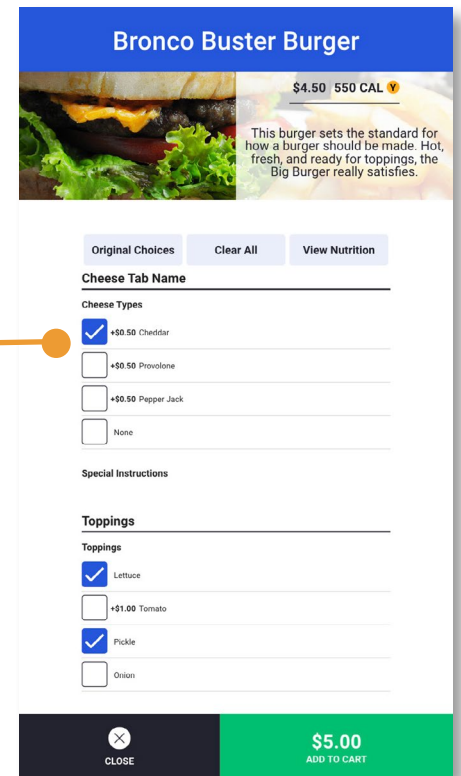 Bronco Buster Burger
$4.50 550 CAL Y
This burger sets the standard for
how a burger should be made. Hot,
fresh, and ready for toppings, the
Big Burger really satisfies.
Original Choices Clear All View Nutrition
Cheese Tab Name
Cheese Types
+$0.50 Cheddar
+$0.50 Provolone
+$0.50 Pepper Jack
None
Special Instructions
Toppings
Toppings
Lettuce
+$1.00 Tomato
Pickle
Onion
CLOSE
$5.00
ADD TO CART